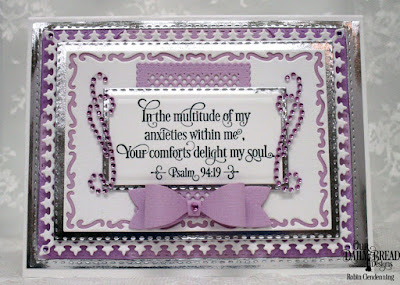 In the multitude of my
anxieties within me,
Your comforts delight my soul.
Psalm 94:19
Our
DAILY BREAD
Designs
Robin Clendenning